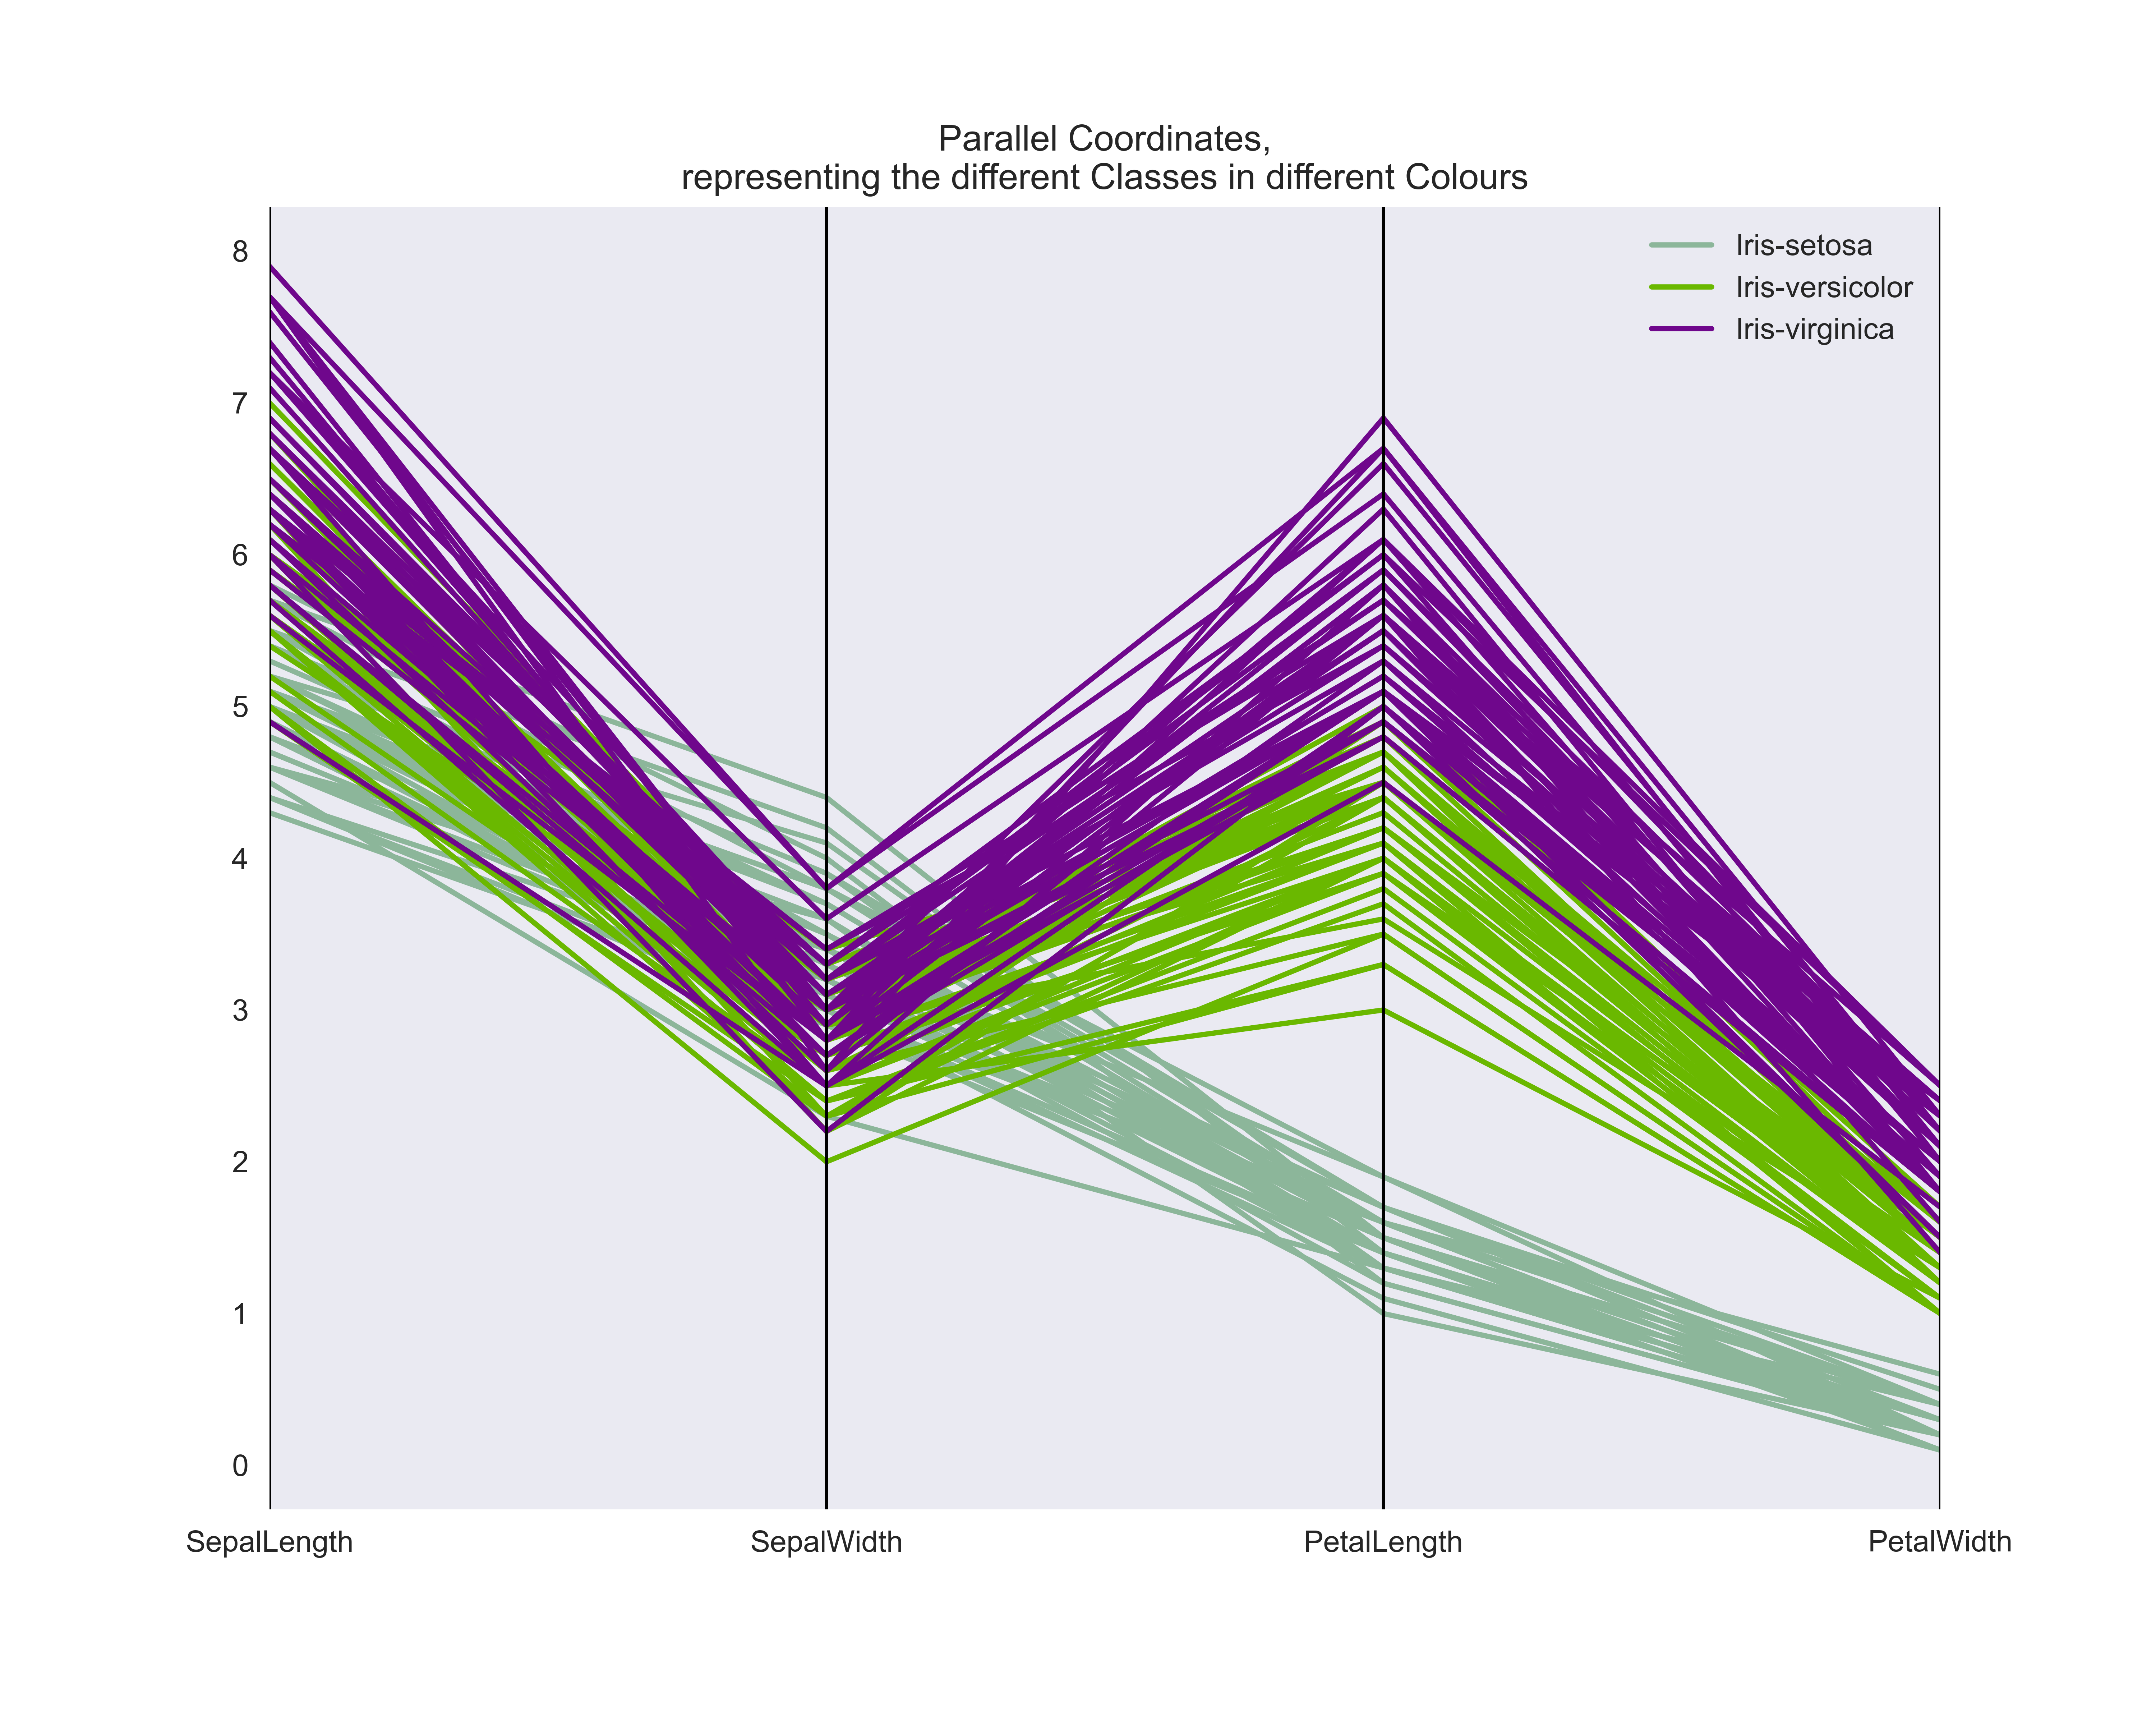 Parallel Coordinates,
representing the different Classes in different Colours
Iris-setosa
Iris-versicolor
Iris-virginica
8
7
6
5
4
3
2
1
0
SepalLength
SepalWidth
PetalLength
PetalWidth